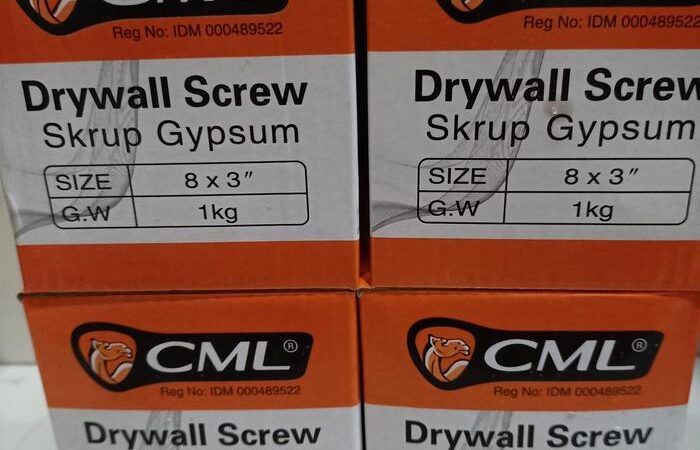 CML
Reg No: IDM 000489522
Drywall Screw
Skrup Gypsum
SIZE 8 x 3"
G.W 1kg
Reg No: IDM 000489522
Drywall Screw
Skrup Gypsum
SIZE 8 x 3"
G.W 1kg
CML®
Reg No: IDM 000489522
Drywall Screw
CML®
Reg No: IDM 000489522
Drywall Screw